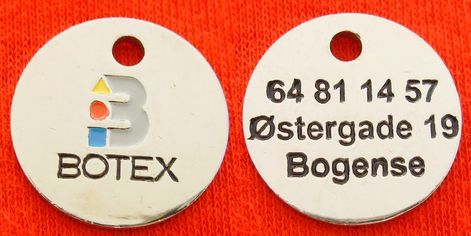 BOTEX
64 81 14 57
Østergade 19
Bogense